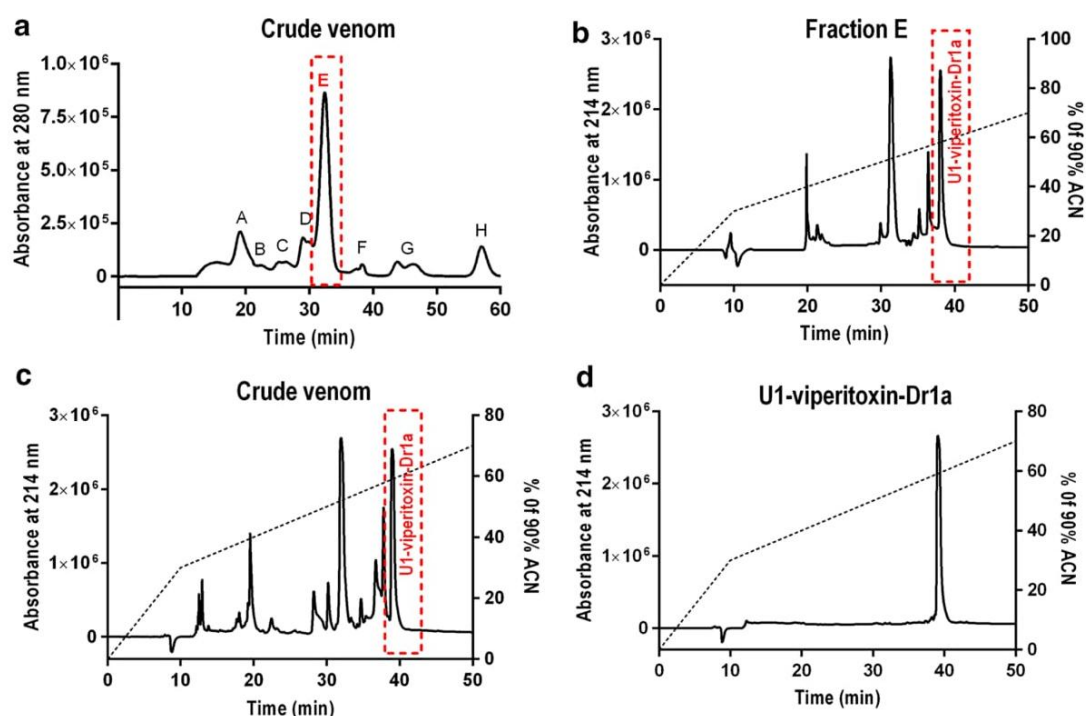 a
Crude venom
Absorbance at 280 nm
1.0× 10⁶
7.5× 10⁵
5.0× 10⁵
2.5× 10⁵
0
A
B
C
D
E
F
G
H
10 20 30 40 50 60
Time (min)
b
Fraction E
Absorbance at 214 nm
3× 10⁶
2× 10⁶
1× 10⁶
0
U1-viperitoxin-Dr1a
100
80
60
40
20
0
% 0f 90% ACN
0 10 20 30 40 50
Time (min)
c
Crude venom
Absorbance at 214 nm
3× 10⁶
2× 10⁶
1× 10⁶
0
U1-viperitoxin-Dr1a
80
60
40
20
0
% 0f 90% ACN
0 10 20 30 40 50
Time (min)
d
U1-viperitoxin-Dr1a
Absorbance at 214 nm
3× 10⁶
2× 10⁶
1× 10⁶
0
80
60
40
20
0
% 0f 90% ACN
0 10 20 30 40 50
Time (min)